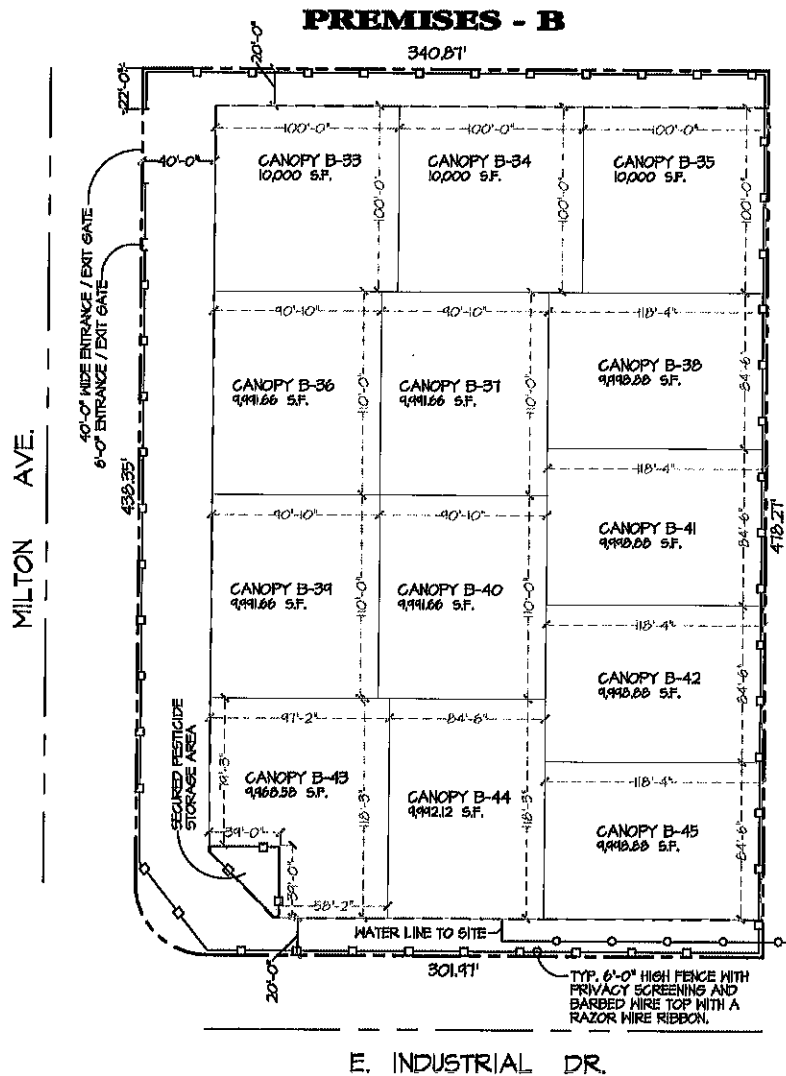 PREMISES - B
340.87'
20'-0"
22'-0"
40'-0"
100'-0"
100'-0"
100'-0"
CANOPY B-33
10,000 S.F.
CANOPY B-34
10,000 S.F.
CANOPY B-35
10,000 S.F.
100'-0"
100'-0"
100'-0"
40'-0" WIDE ENTRANCE / EXIT GATE
6'-0" ENTRANCE / EXIT GATE
90'-10"
90'-10"
118'-4"
CANOPY B-36
9,991.66 S.F.
CANOPY B-37
9,991.66 S.F.
CANOPY B-38
9,998.88 S.F.
110'-0"
110'-0"
84'-6"
MILTON AVE.
438.35'
478.27'
118'-4"
90'-10"
90'-10"
CANOPY B-41
9,998.88 S.F.
84'-6"
CANOPY B-39
9,991.66 S.F.
CANOPY B-40
9,991.66 S.F.
110'-0"
110'-0"
118'-4"
CANOPY B-42
9,998.88 S.F.
84'-6"
SECURED PESTICIDE
STORAGE AREA
97'-2"
84'-6"
79'-3"
CANOPY B-43
9,968.58 S.F.
CANOPY B-44
9,992.12 S.F.
118'-3"
118'-3"
118'-4"
CANOPY B-45
9,998.88 S.F.
84'-6"
39'-0"
39'-0"
58'-2"
WATER LINE TO SITE
20'-0"
301.97'
TYP. 6'-0" HIGH FENCE WITH
PRIVACY SCREENING AND
BARBED WIRE TOP WITH A
RAZOR WIRE RIBBON.
E. INDUSTRIAL DR.